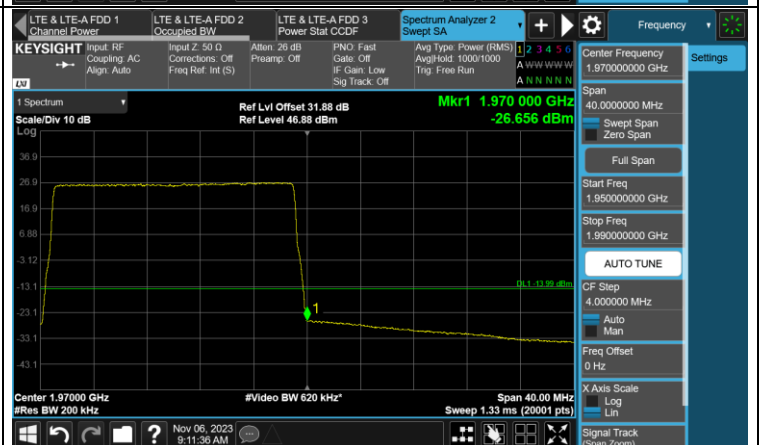 LTE & LTE-A FDD 1
Channel Power
LTE & LTE-A FDD 2
Occupied BW
LTE & LTE-A FDD 3
Power Stat CCDF
Spectrum Analyzer 2
Swept SA
Frequency
KEYSIGHT
Input: RF
Coupling: AC
Align: Auto
Input Z: 50 Ω
Corrections: Off
Freq Ref: Int (S)
Atten: 26 dB
Preamp: Off
PNO: Fast
Gate: Off
IF Gain: Low
Sig Track: Off
Avg Type: Power (RMS)
Avg|Hold: 1000/1000
Trig: Free Run
1 2 3 4 5 6
A W W W W W
A N N N N N
LXI
1 Spectrum
Scale/Div 10 dB
Log
Ref Lvl Offset 31.88 dB
Ref Level 46.88 dBm
Mkr1 1.970 000 GHz
-26.656 dBm
36.9
26.9
16.9
6.88
-3.12
-13.1
-23.1
-33.1
-43.1
DL1 -13.99 dBm
1
Center 1.97000 GHz
#Res BW 200 kHz
#Video BW 620 kHz*
Span 40.00 MHz
Sweep 1.33 ms (20001 pts)
Center Frequency
1.970000000 GHz
Settings
Span
40.0000000 MHz
Swept Span
Zero Span
Full Span
Start Freq
1.950000000 GHz
Stop Freq
1.990000000 GHz
AUTO TUNE
CF Step
4.000000 MHz
Auto
Man
Freq Offset
0 Hz
X Axis Scale
Log
Lin
Signal Track
(Span Zoom)
?
Nov 06, 2023
9:11:36 AM